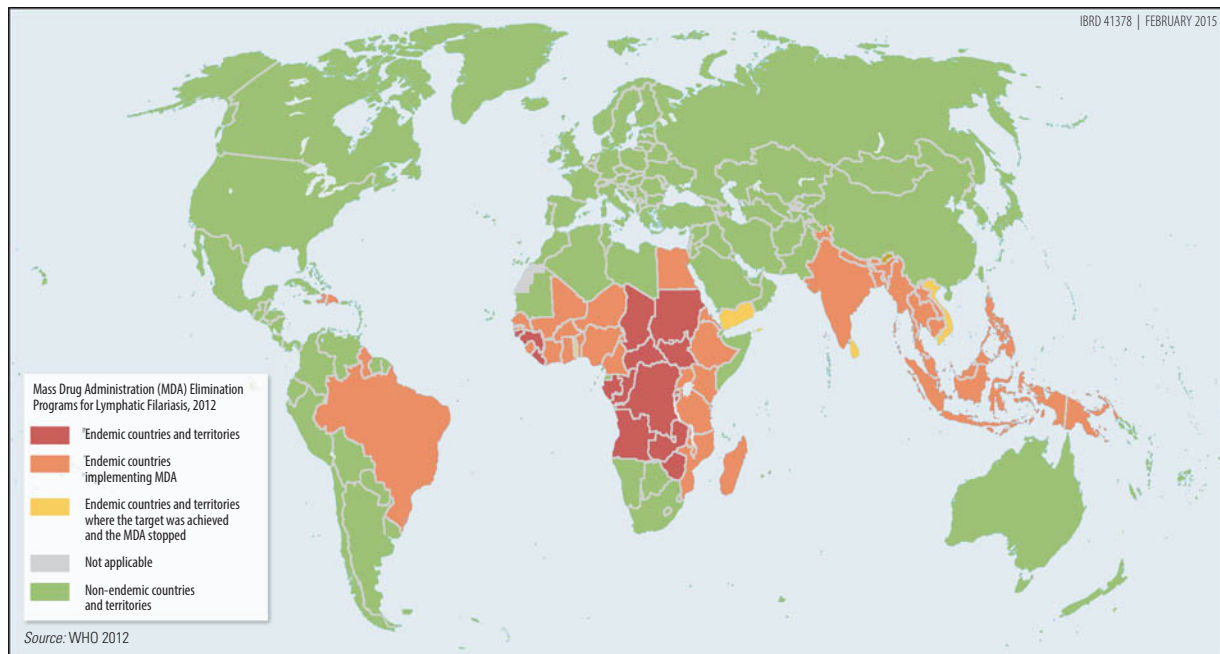 IBRD 41378 | FEBRUARY 2015
Mass Drug Administration (MDA) Elimination
Programs for Lymphatic Filariasis, 2012
Endemic countries and territories
Endemic countries
implementing MDA
Endemic countries and territories
where the target was achieved
and the MDA stopped
Not applicable
Non-endemic countries
and territories
Source: WHO 2012